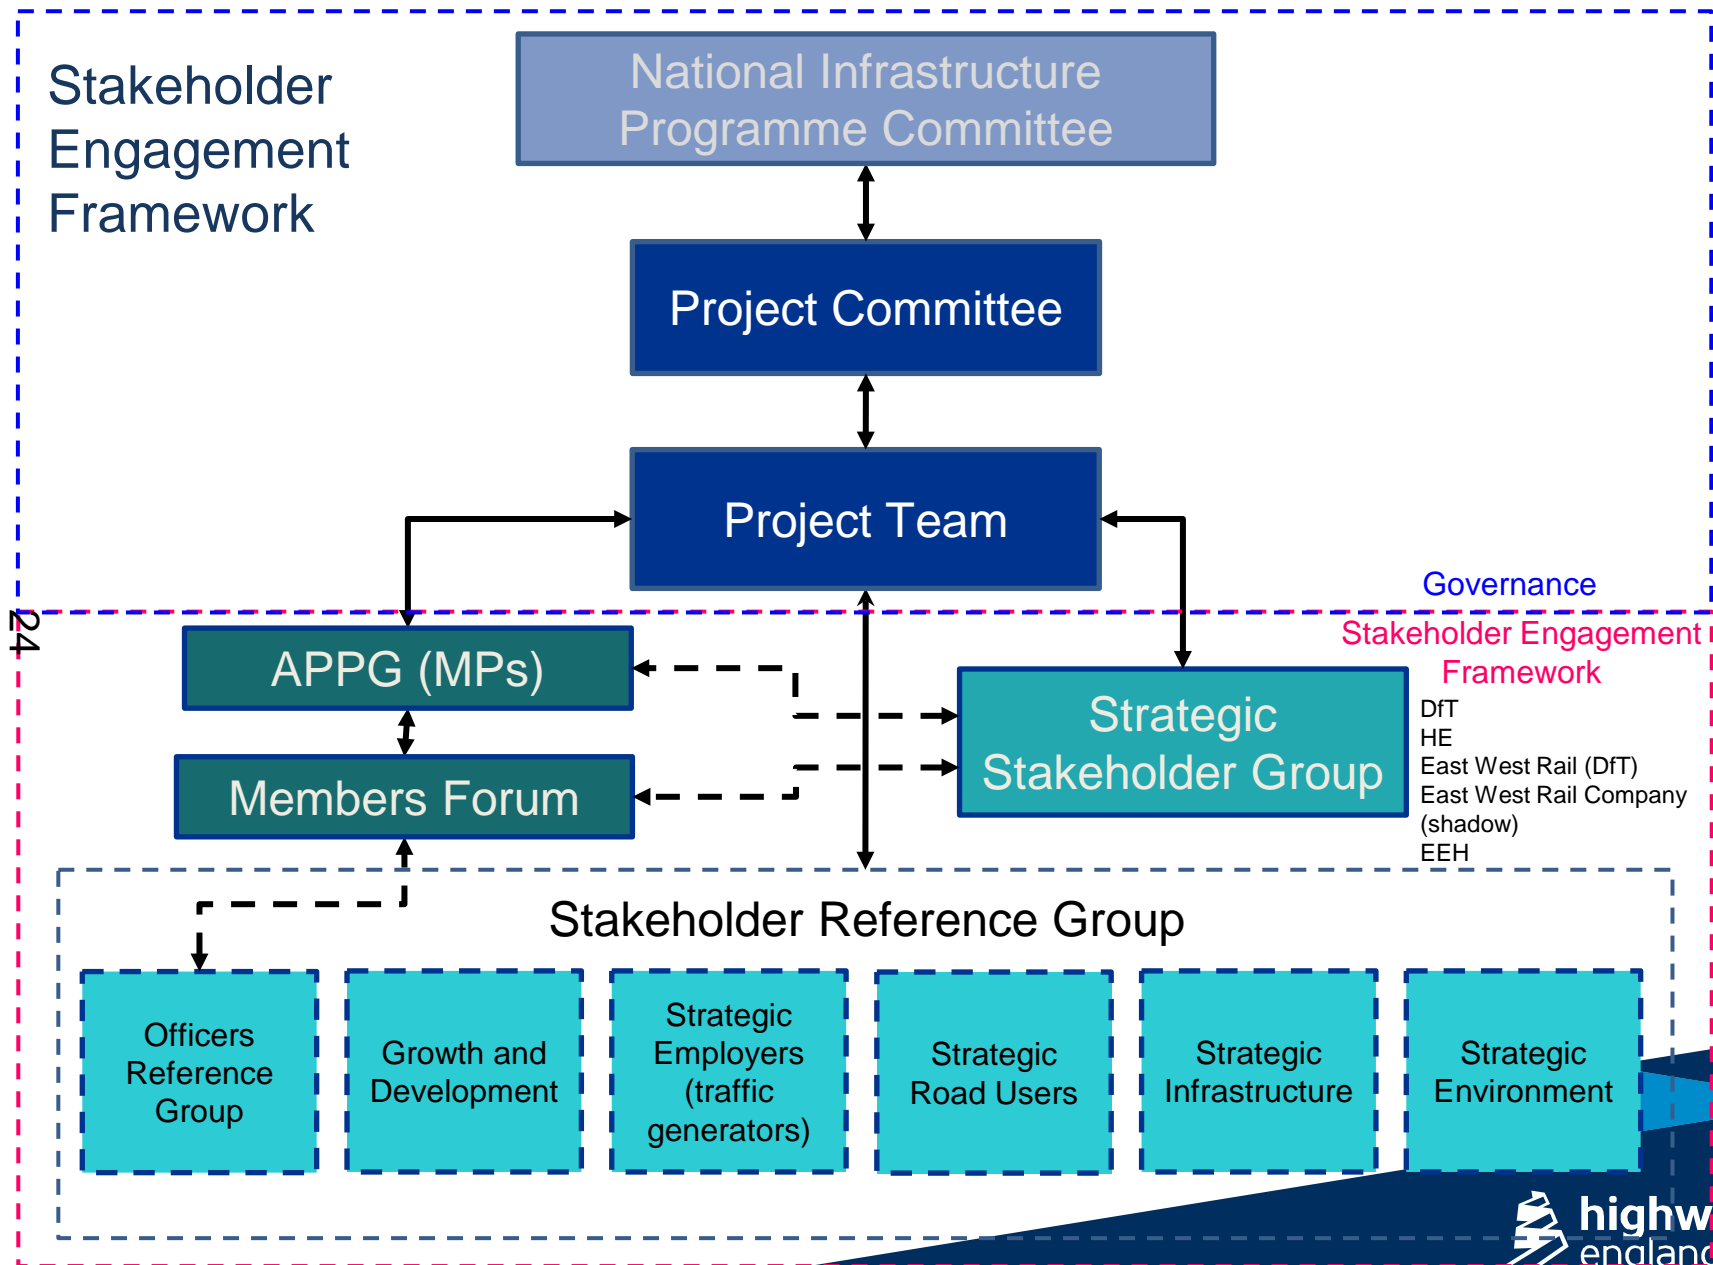 Stakeholder
Engagement
Framework
National Infrastructure
Programme Committee
Project Committee
Project Team
Governance
24
Stakeholder Engagement
Framework
APPG (MPs)
Strategic
Stakeholder Group
DfT
HE
East West Rail (DfT)
East West Rail Company
(shadow)
EEH
Members Forum
Stakeholder Reference Group
Officers
Reference
Group
Growth and
Development
Strategic
Employers
(traffic
generators)
Strategic
Road Users
Strategic
Infrastructure
Strategic
Environment
highw
england